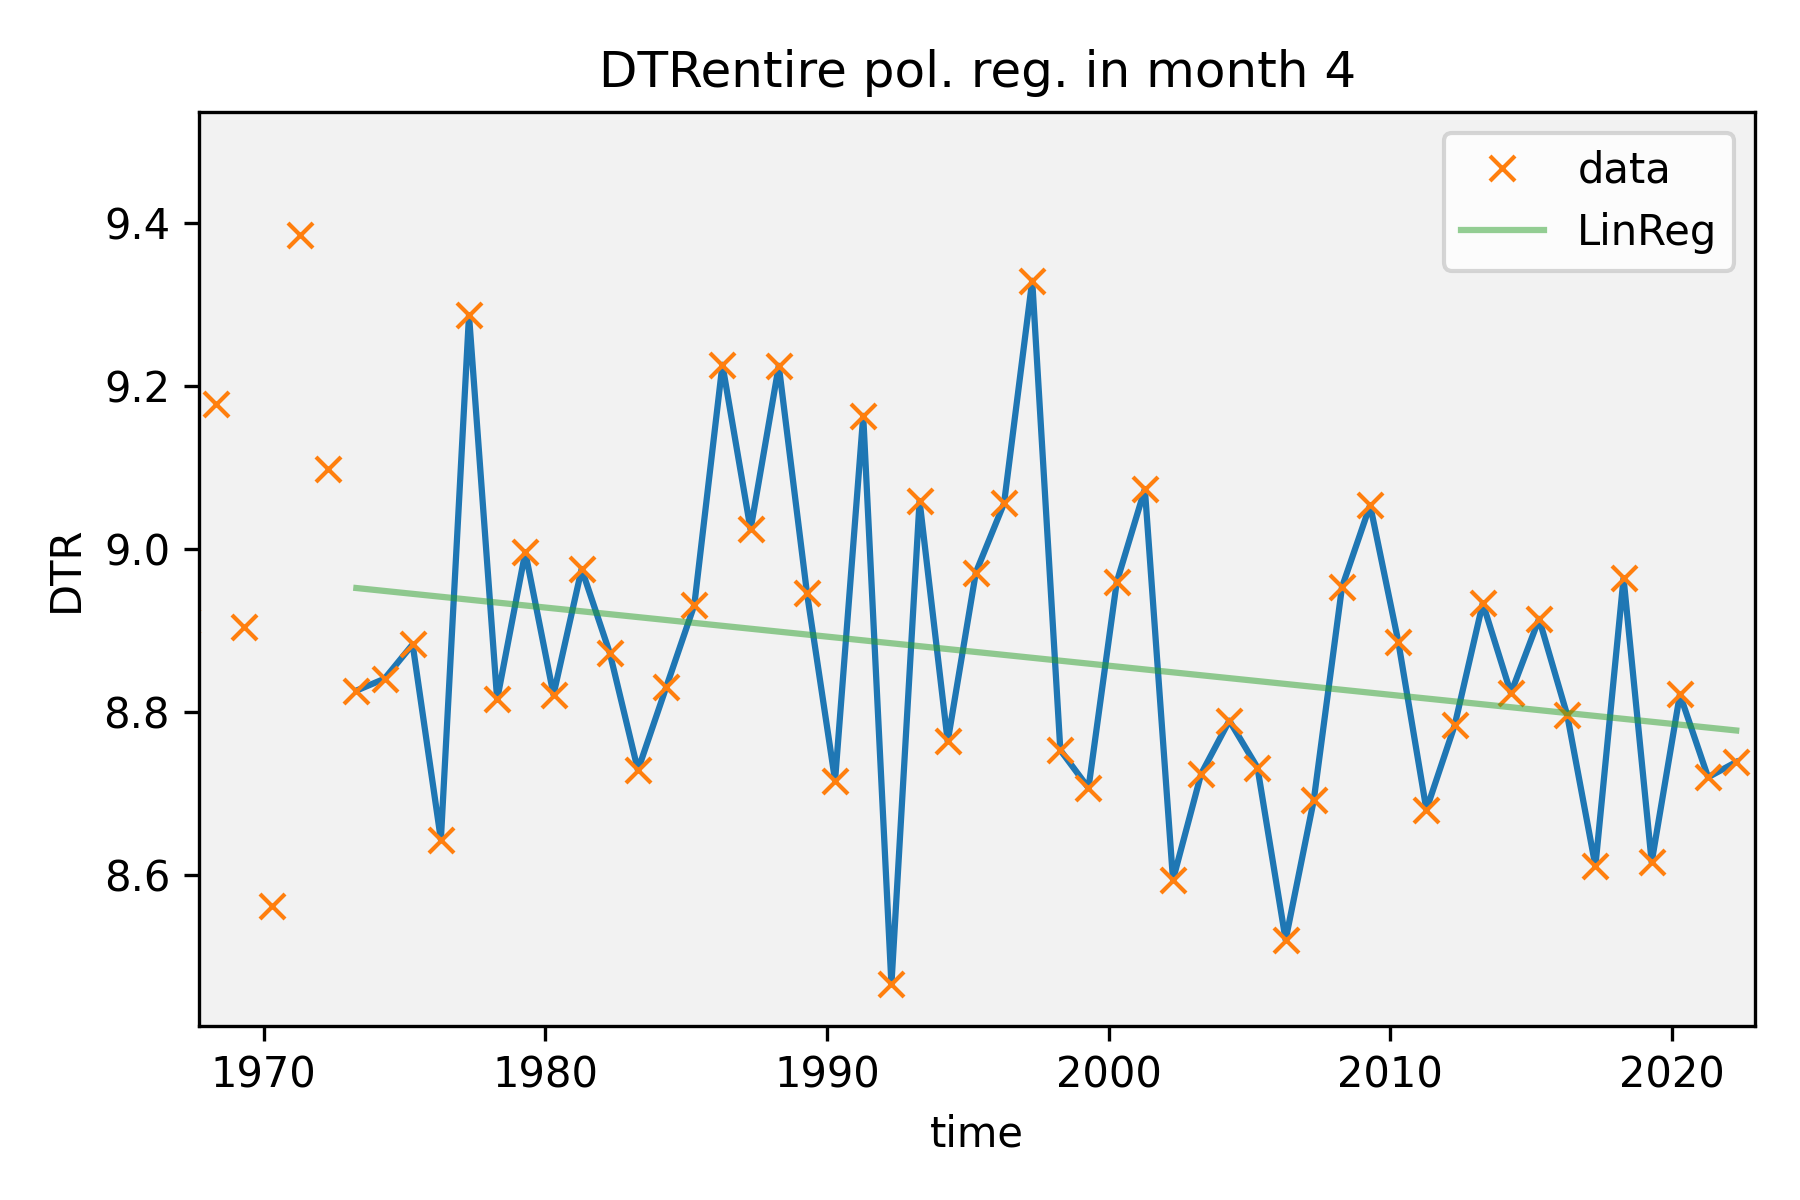 DTRentire pol. reg. in month 4
data
LinReg
9.4
9.2
9.0
8.8
8.6
DTR
1970 1980 1990 2000 2010 2020
time